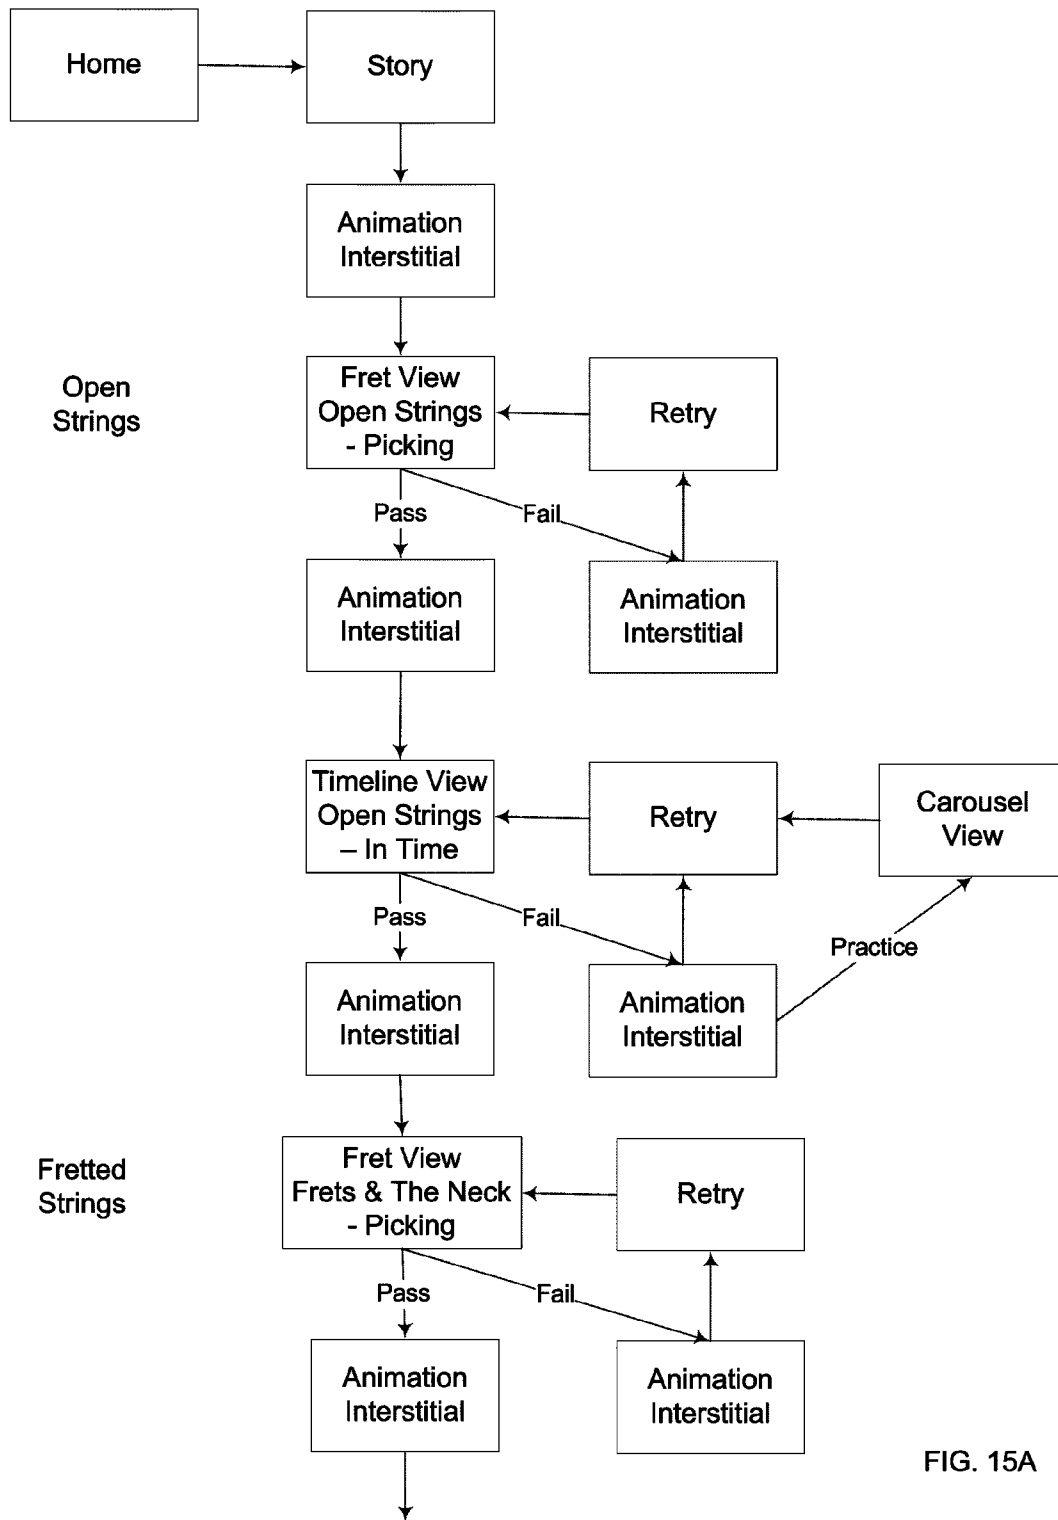 Home
Story
Animation
Interstitial
Open
Strings
Fret View
Open Strings
- Picking
Retry
Pass
Fail
Animation
Interstitial
Animation
Interstitial
Timeline View
Open Strings
– In Time
Retry
Carousel
View
Pass
Fail
Practice
Animation
Interstitial
Animation
Interstitial
Fretted
Strings
Fret View
Frets & The Neck
- Picking
Retry
Pass
Fail
Animation
Interstitial
Animation
Interstitial
FIG. 15A